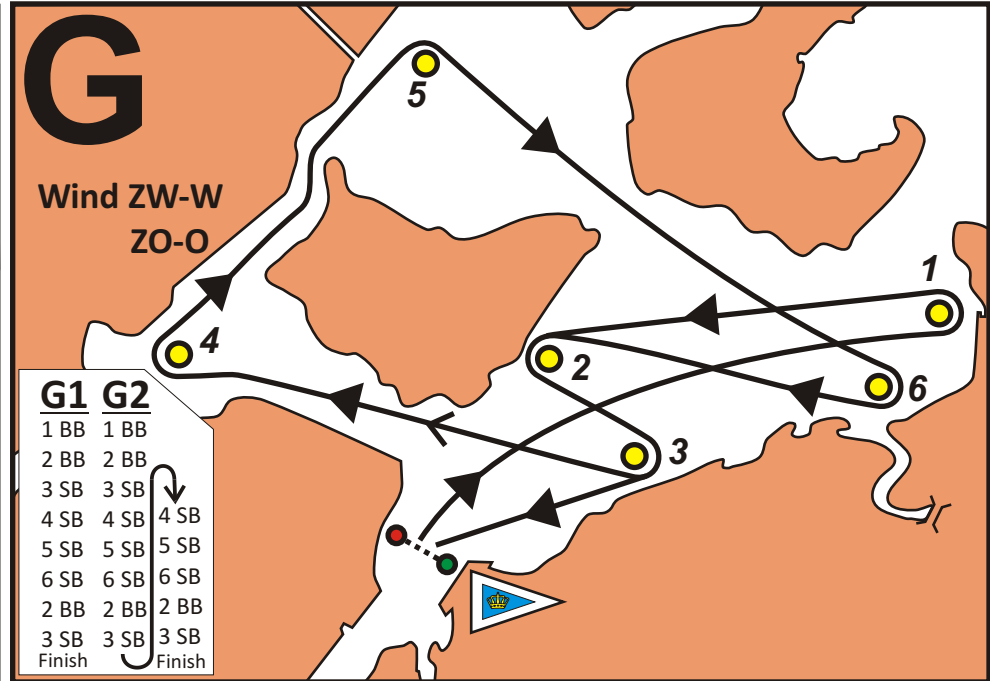 G
5
Wind ZW-W
ZO-O
1
4
2
6
3
G1 G2
1 BB 1 BB
2 BB 2 BB
3 SB 3 SB
4 SB 4 SB 4 SB
5 SB 5 SB 5 SB
6 SB 6 SB 6 SB
2 BB 2 BB 2 BB
3 SB 3 SB 3 SB
Finish Finish